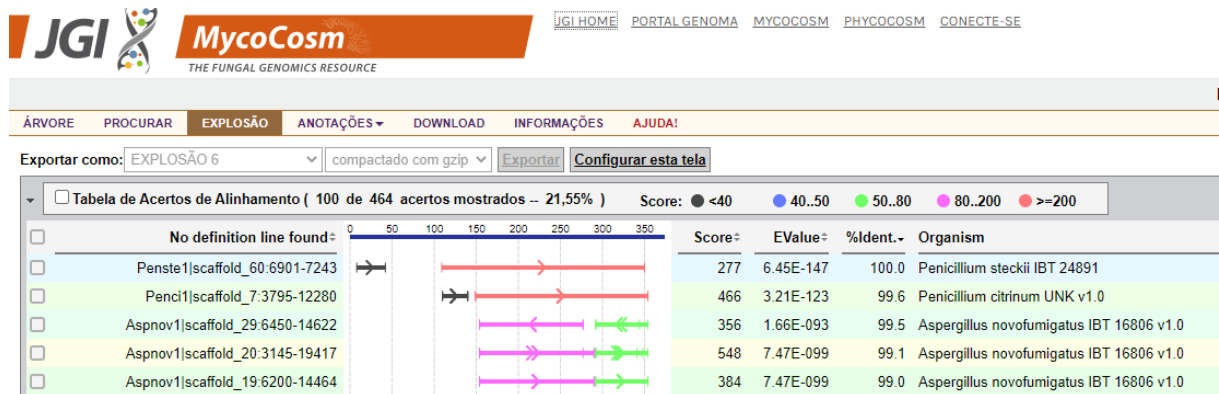 JGI MycoCosm
THE FUNGAL GENOMICS RESOURCE
JGI HOME PORTAL GENOMA MYCOCOSM PHYCOCOSM CONECTE-SE
ÁRVORE PROCURAR EXPLOSÃO ANOTAÇÕES DOWNLOAD INFORMAÇÕES AJUDA!
Exportar como: EXPLOSÃO 6 compactado com gzip Exportar Configurar esta tela
Tabela de Acertos de Alinhamento ( 100 de 464 acertos mostrados -- 21,55% ) Score: <40 40..50 50..80 80..200 >=200
No definition line found 0 50 100 150 200 250 300 350 Score EValue %Ident. Organism
Penste1|scaffold_60:6901-7243 277 6.45E-147 100.0 Penicillium steckii IBT 24891
Penci1|scaffold_7:3795-12280 466 3.21E-123 99.6 Penicillium citrinum UNK v1.0
Aspnov1|scaffold_29:6450-14622 356 1.66E-093 99.5 Aspergillus novofumigatus IBT 16806 v1.0
Aspnov1|scaffold_20:3145-19417 548 7.47E-099 99.1 Aspergillus novofumigatus IBT 16806 v1.0
Aspnov1|scaffold_19:6200-14464 384 7.47E-099 99.0 Aspergillus novofumigatus IBT 16806 v1.0